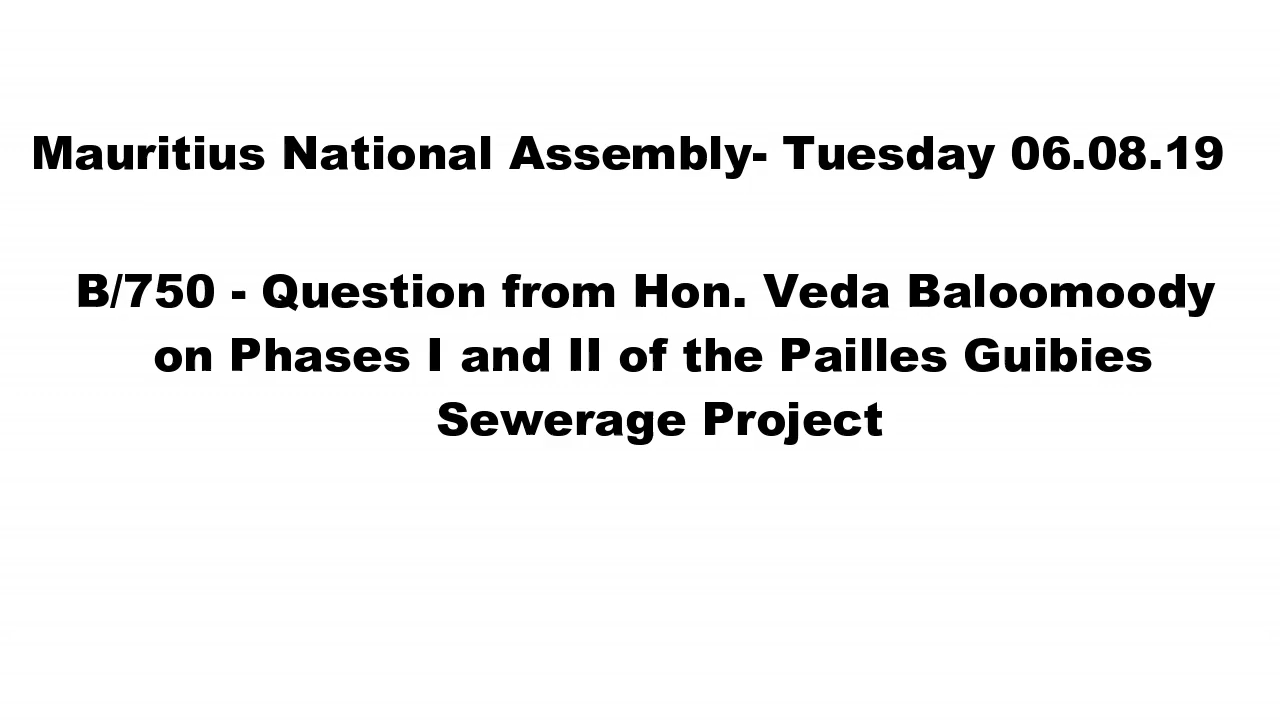 Mauritius National Assembly- Tuesday 06.08.19
B/750 - Question from Hon. Veda Baloomoody
on Phases I and II of the Pailles Guibies
Sewerage Project